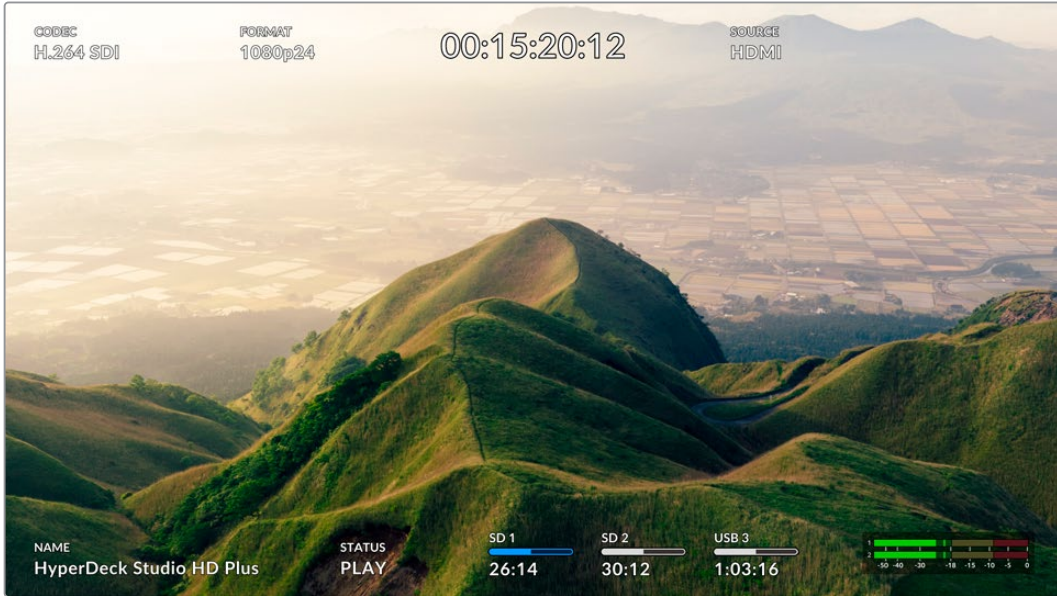 CODEC
H.264 SDI
FORMAT
1080p24
00:15:20:12
SOURCE
HDMI
NAME
HyperDeck Studio HD Plus
STATUS
PLAY
SD 1
26:14
SD 2
30:12
USB 3
1:03:16
1
2
-50 -40 -30 -18 -15 -10 -5 0